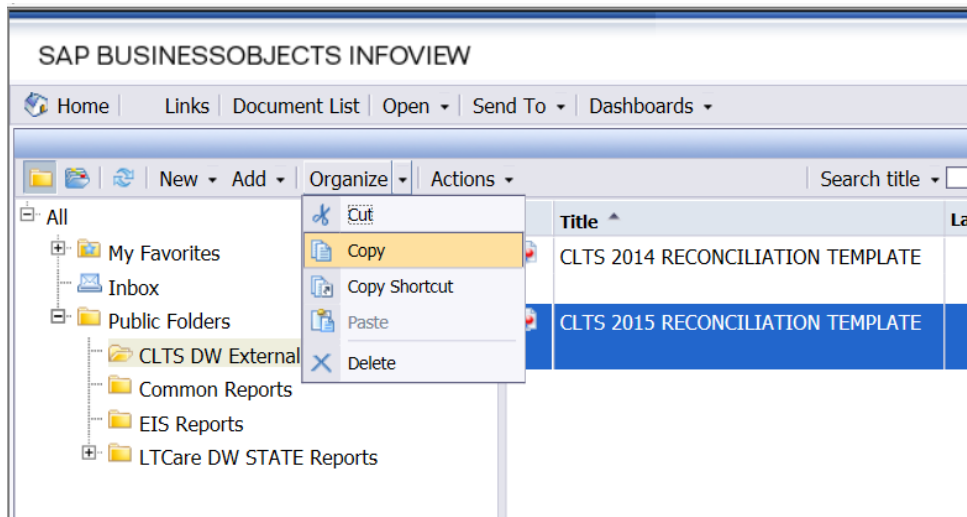 SAP BUSINESSOBJECTS INFOVIEW
Home Links Document List Open Send To Dashboards
New Add Organize Actions Search title
All
My Favorites
Inbox
Public Folders
CLTS DW External
Common Reports
EIS Reports
LTCare DW STATE Reports
Cut
Copy
Copy Shortcut
Paste
Delete
Title La
CLTS 2014 RECONCILIATION TEMPLATE
CLTS 2015 RECONCILIATION TEMPLATE